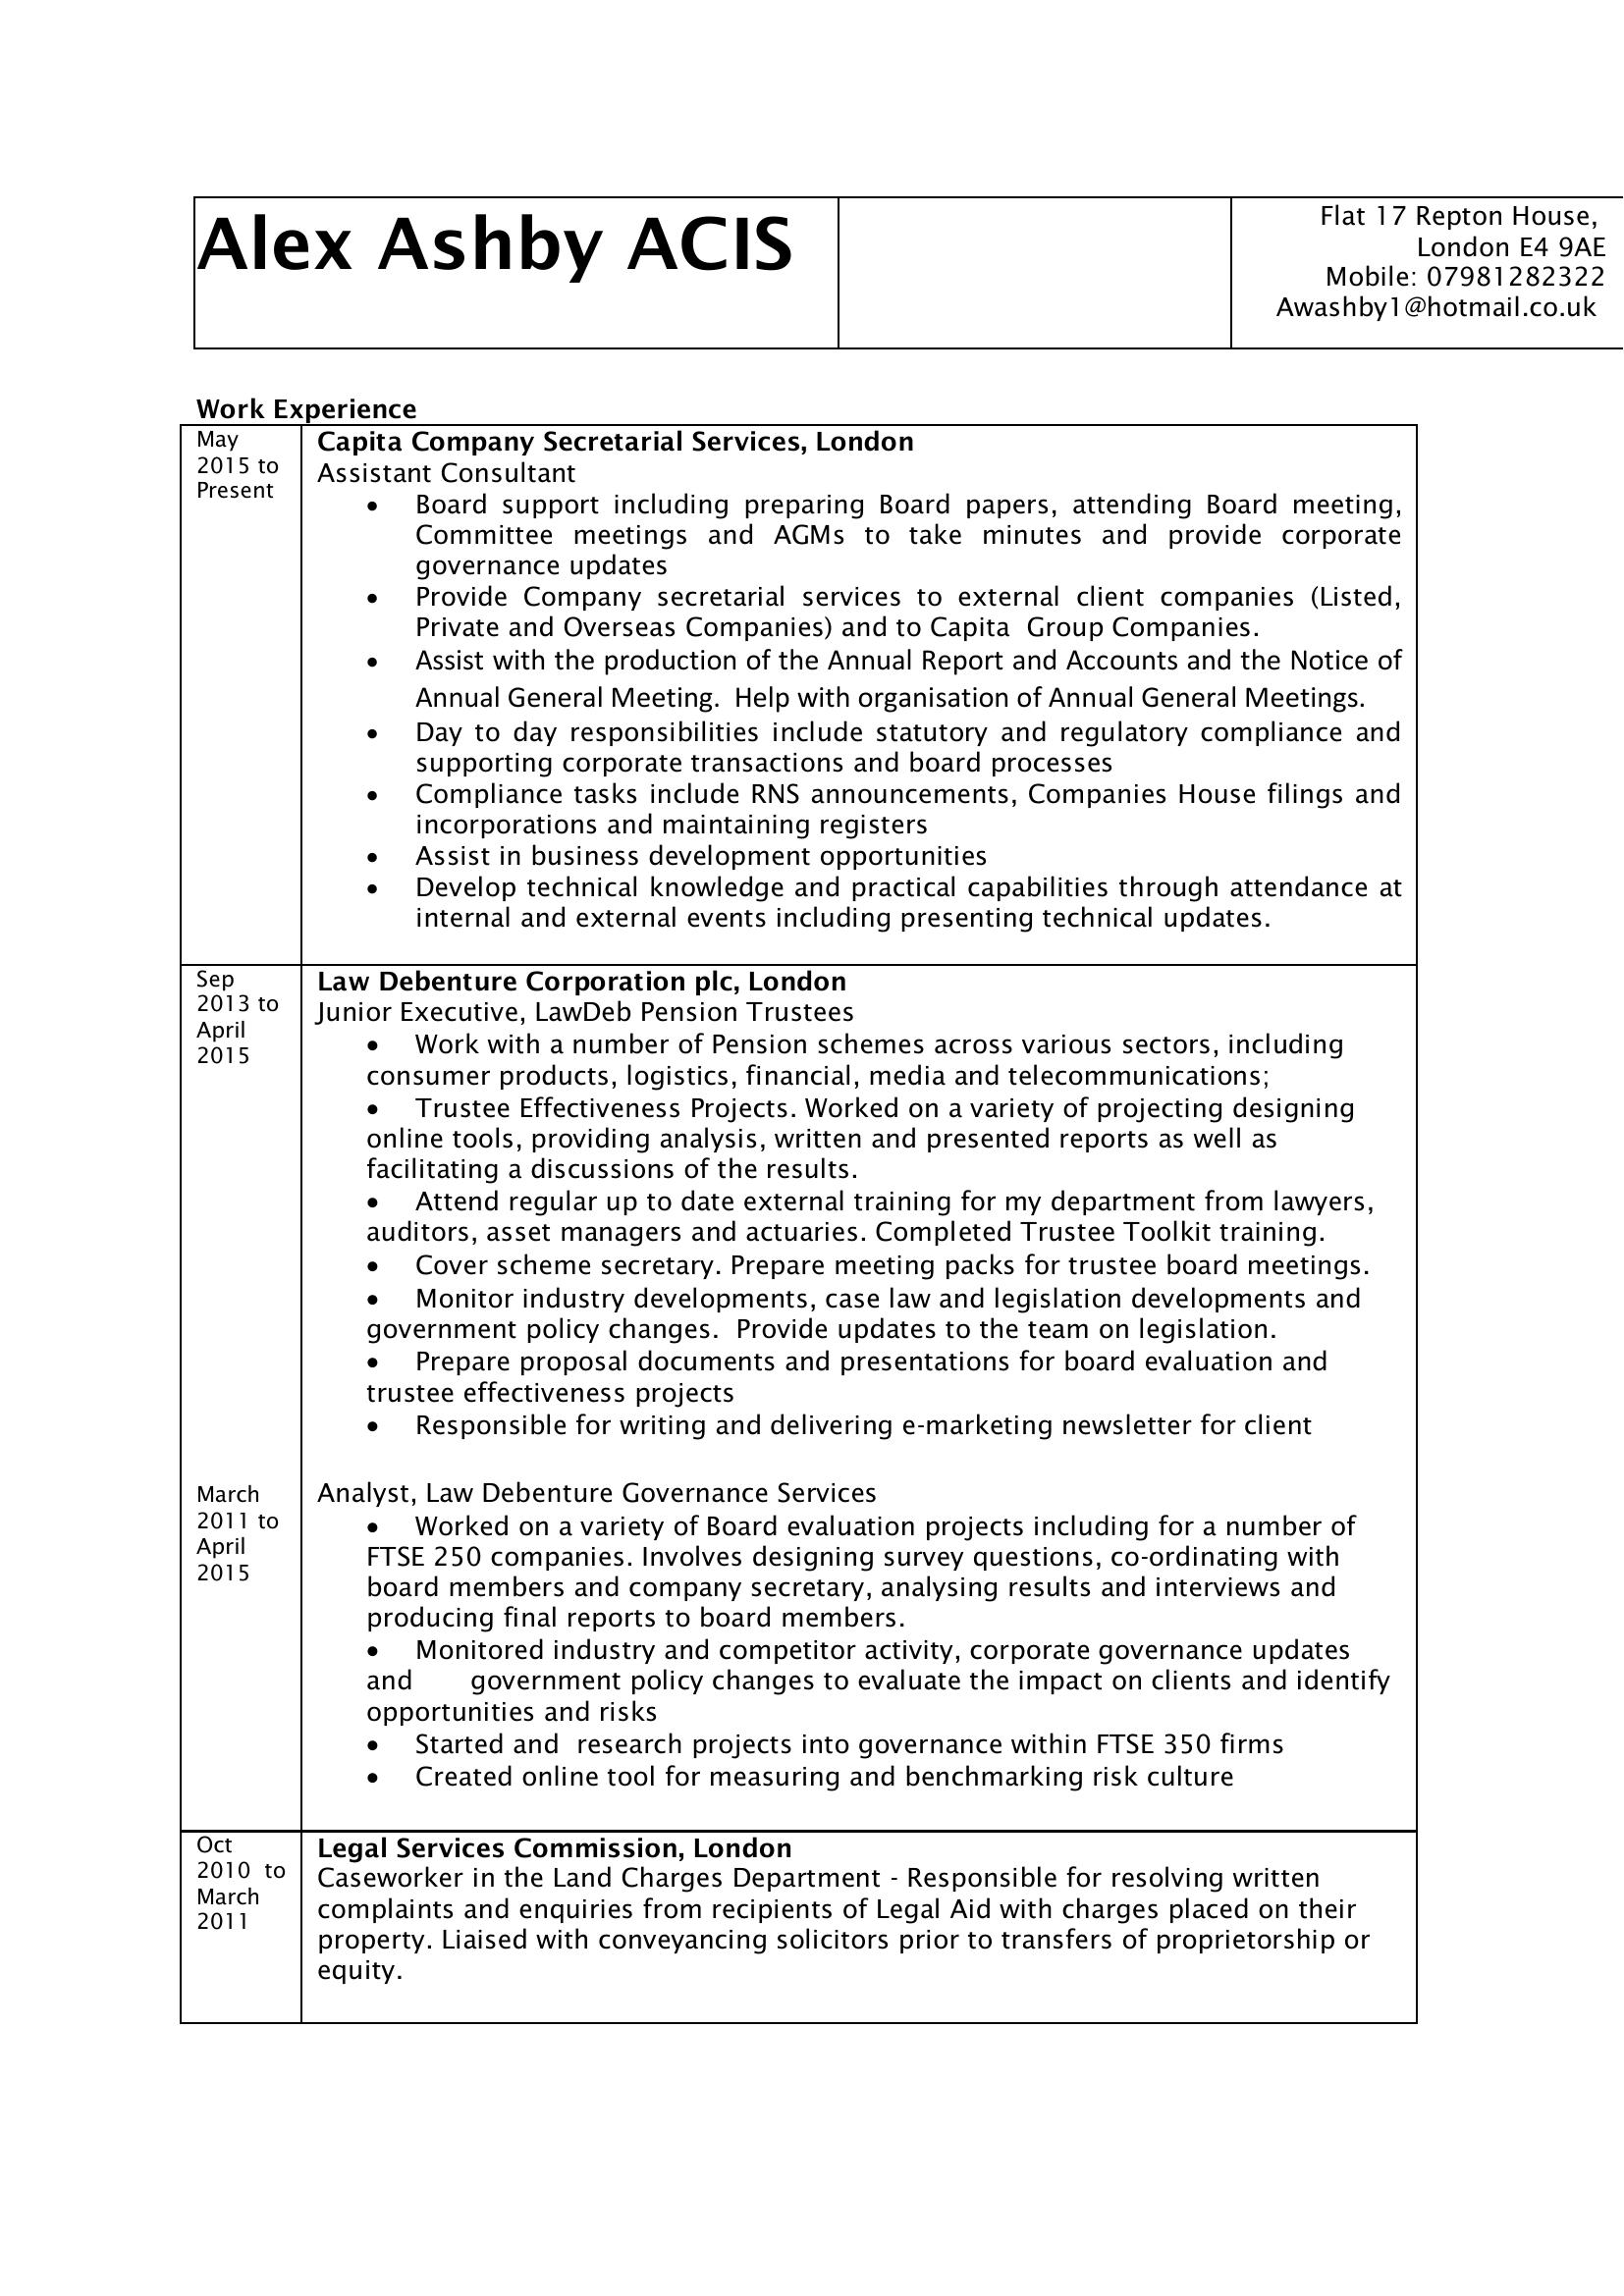 Alex Ashby ACIS
Flat 17 Repton House,
London E4 9AE
Mobile: 07981282322
Awashby1@hotmail.co.uk
Work Experience
May
2015 to
Present
Capita Company Secretarial Services, London
Assistant Consultant
• Board support including preparing Board papers, attending Board meeting,
Committee meetings and AGMs to take minutes and provide corporate
governance updates
• Provide Company secretarial services to external client companies (Listed,
Private and Overseas Companies) and to Capita  Group Companies.
• Assist with the production of the Annual Report and Accounts and the Notice of
Annual General Meeting.  Help with organisation of Annual General Meetings.
• Day to day responsibilities include statutory and regulatory compliance and
supporting corporate transactions and board processes
• Compliance tasks include RNS announcements, Companies House filings and
incorporations and maintaining registers
• Assist in business development opportunities
• Develop technical knowledge and practical capabilities through attendance at
internal and external events including presenting technical updates.
Sep
2013 to
April
2015
Law Debenture Corporation plc, London
Junior Executive, LawDeb Pension Trustees
• Work with a number of Pension schemes across various sectors, including
consumer products, logistics, financial, media and telecommunications;
• Trustee Effectiveness Projects. Worked on a variety of projecting designing
online tools, providing analysis, written and presented reports as well as
facilitating a discussions of the results.
• Attend regular up to date external training for my department from lawyers,
auditors, asset managers and actuaries. Completed Trustee Toolkit training.
• Cover scheme secretary. Prepare meeting packs for trustee board meetings.
• Monitor industry developments, case law and legislation developments and
government policy changes.  Provide updates to the team on legislation.
• Prepare proposal documents and presentations for board evaluation and
trustee effectiveness projects
• Responsible for writing and delivering e-marketing newsletter for client
March
2011 to
April
2015
Analyst, Law Debenture Governance Services
• Worked on a variety of Board evaluation projects including for a number of
FTSE 250 companies. Involves designing survey questions, co-ordinating with
board members and company secretary, analysing results and interviews and
producing final reports to board members.
• Monitored industry and competitor activity, corporate governance updates
and government policy changes to evaluate the impact on clients and identify
opportunities and risks
• Started and  research projects into governance within FTSE 350 firms
• Created online tool for measuring and benchmarking risk culture
Oct
2010  to
March
2011
Legal Services Commission, London
Caseworker in the Land Charges Department - Responsible for resolving written
complaints and enquiries from recipients of Legal Aid with charges placed on their
property. Liaised with conveyancing solicitors prior to transfers of proprietorship or
equity.